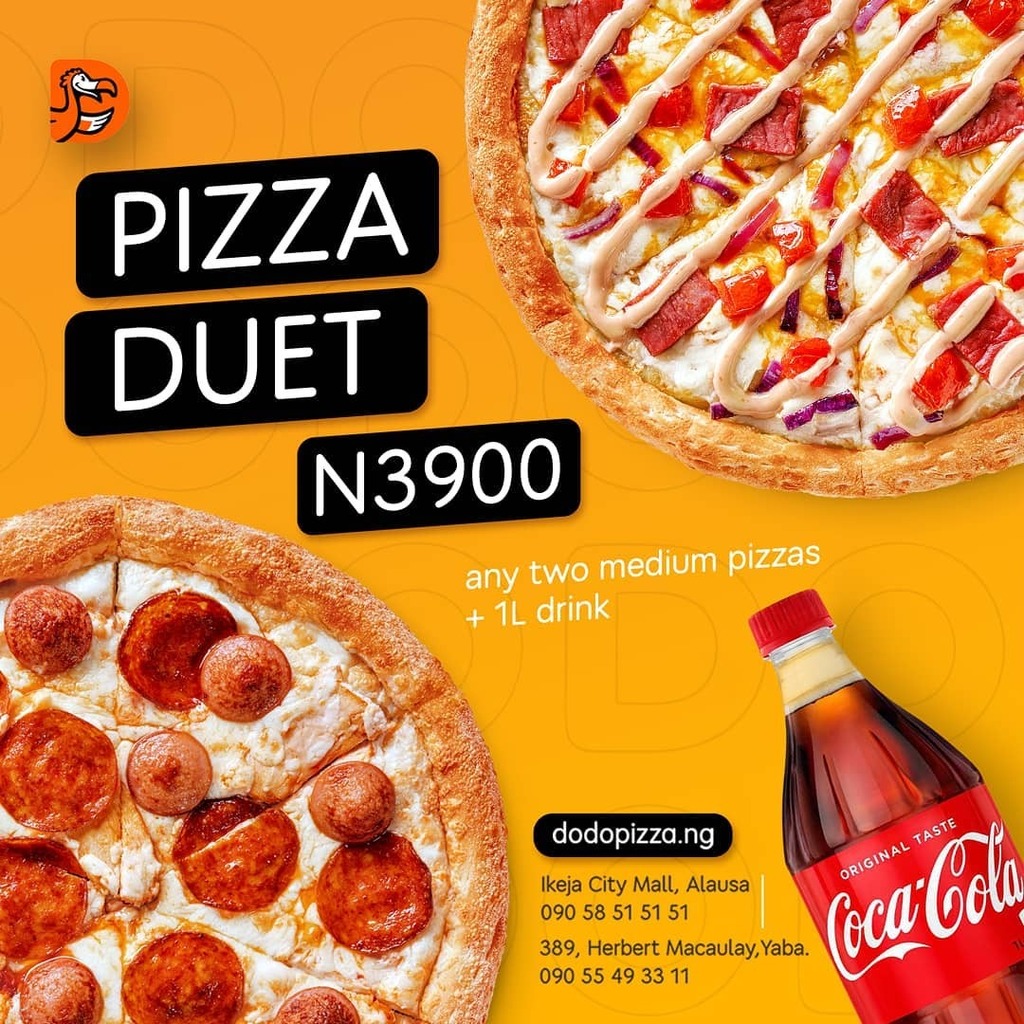 PIZZA
DUET
N3900
any two medium pizzas
+ 1L drink
dodopizza.ng
Ikeja City Mall, Alausa
090 58 51 51 51
389, Herbert Macaulay,Yaba.
090 55 49 33 11
ORIGINAL TASTE
Coca-Cola